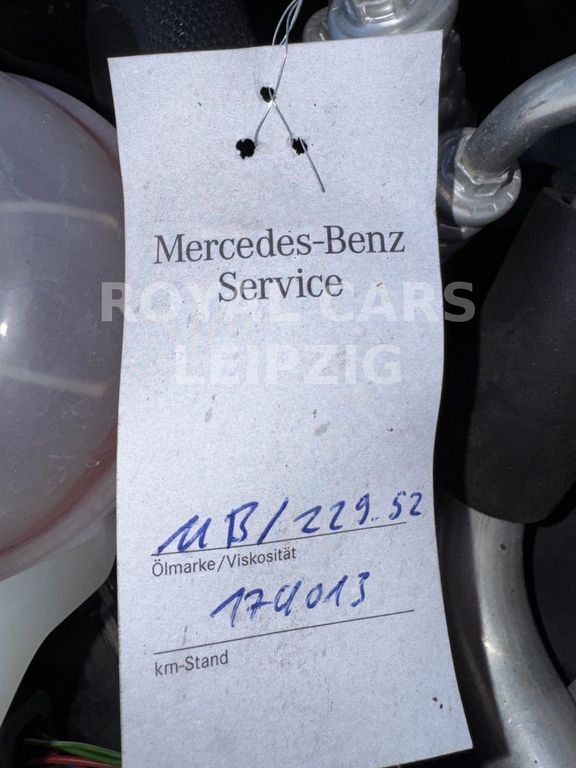 Mercedes-Benz
Service
ROYAL CARS
LEIPZIG
MB/229.52
Ölmarke/Viskosität
174013
km-Stand